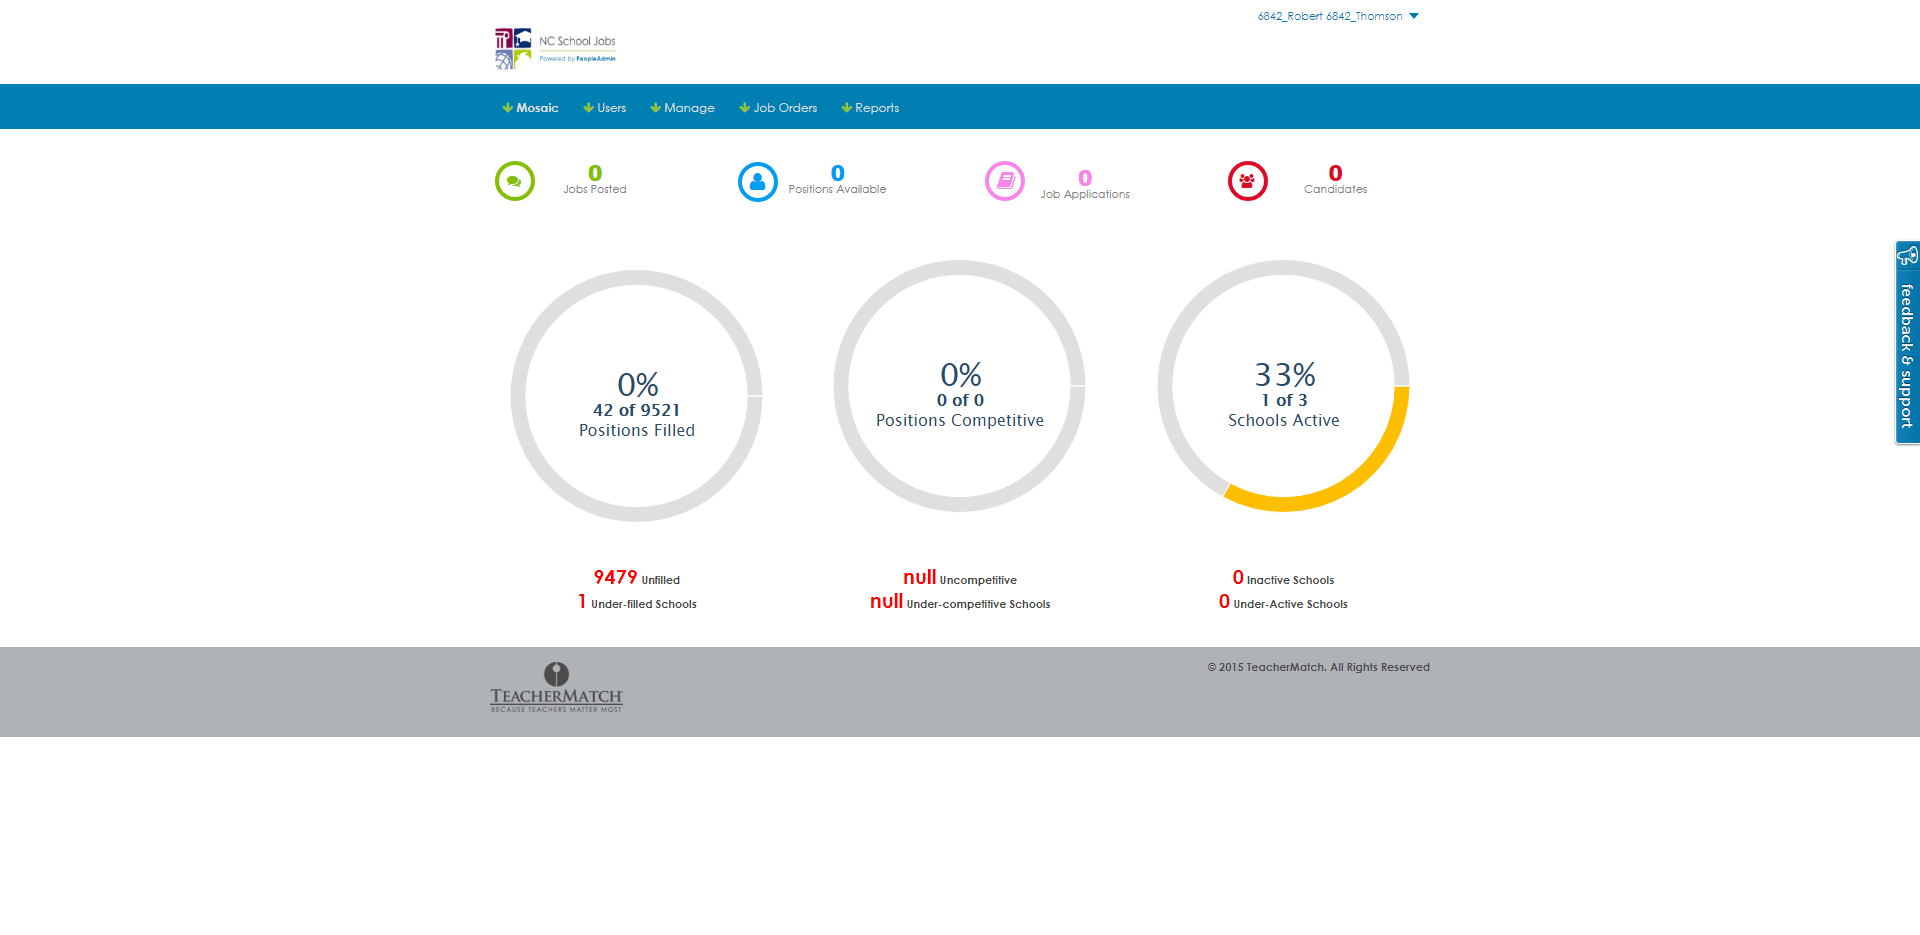 6842_Robert 6842_Thomson
NC School Jobs
Powered by PeopleAdmin
Mosaic Users Manage Job Orders Reports
0
Jobs Posted
0
Positions Available
0
Job Applications
0
Candidates
0%
42 of 9521
Positions Filled
0%
0 of 0
Positions Competitive
33%
1 of 3
Schools Active
feedback & support
9479 Unfilled
1 Under-filled Schools
null Uncompetitive
null Under-competitive Schools
0 Inactive Schools
0 Under-Active Schools
TEACHERMATCH
BECAUSE TEACHERS MATTER MOST
© 2015 TeacherMatch. All Rights Reserved